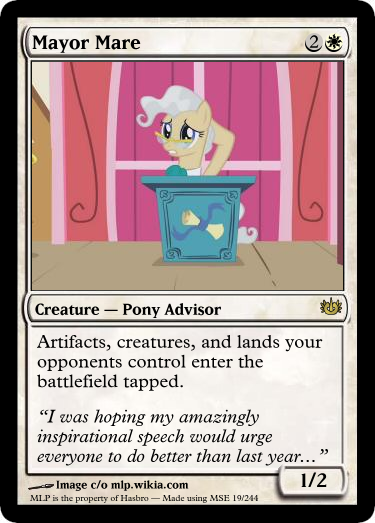 Mayor Mare 2
Creature — Pony Advisor
Artifacts, creatures, and lands your
opponents control enter the
battlefield tapped.
“I was hoping my amazingly
inspirational speech would urge
everyone to do better than last year…”
Image c/o mlp.wikia.com
1/2
MLP is the property of Hasbro — Made using MSE 19/244